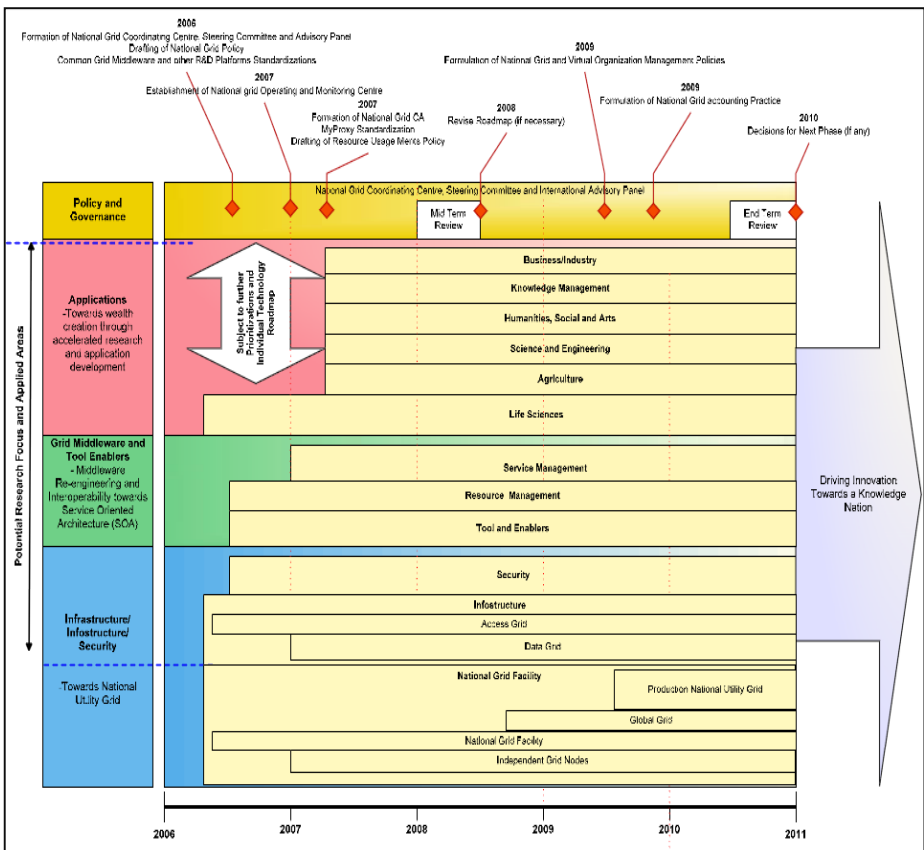 2006
Formation of National Grid Coordinating Centre, Steering Committee and Advisory Panel
Drafting of National Grid Policy
Common Grid Middleware and other R&D Platforms Standardizations
2007
Establishment of National grid Operating and Monitoring Centre
2007
Formation of National Grid CA
MyProxy Standardization
Drafting of Resource Usage Merits Policy
2008
Revise Roadmap (if necessary)
2009
Formulation of National Grid and Virtual Organization Management Policies
2009
Formulation of National Grid accounting Practice
2010
Decisions for Next Phase (if any)
Policy and
Governance
National Grid Coordinating Centre, Steering Committee and International Advisory Panel
Mid Term
Review
End Term
Review
Potential Research Focus and Applied Areas
Applications
-Towards wealth
creation through
accelerated research
and application
development
Subject to further
Prioritizations and
Individual Technology
Roadmap
Business/Industry
Knowledge Management
Humanities, Social and Arts
Science and Engineering
Agriculture
Life Sciences
Grid Middleware and
Tool Enablers
- Middleware
Re-engineering and
Interoperability towards
Service Oriented
Architecture (SOA)
Service Management
Resource Management
Tool and Enablers
Driving Innovation
Towards a Knowledge
Nation
Infrastructure/
Infostructure/
Security
-Towards National
Utility Grid
Security
Infostructure
Access Grid
Data Grid
National Grid Facility
Production National Utility Grid
Global Grid
National Grid Facility
Independent Grid Nodes
2006
2007
2008
2009
2010
2011